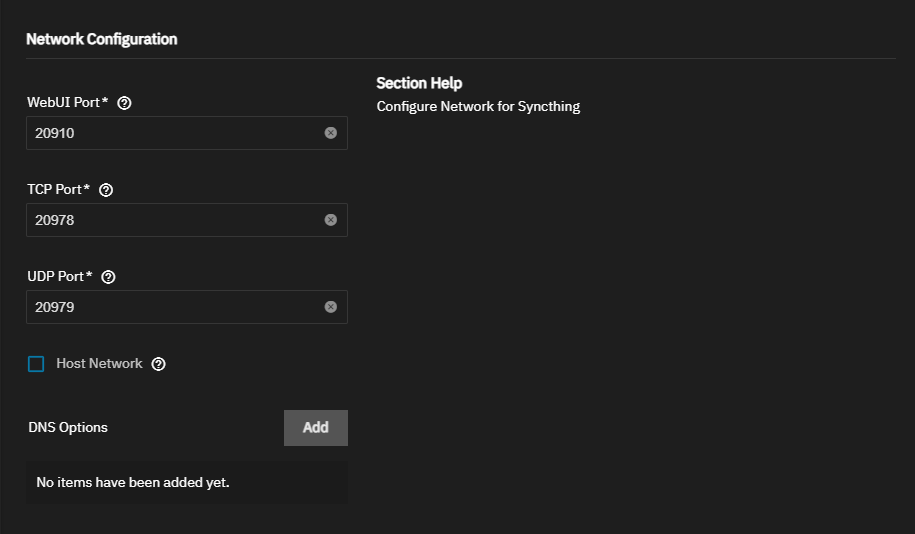 Network Configuration
Section Help
Configure Network for Syncthing
WebUI Port*
20910
TCP Port*
20978
UDP Port*
20979
Host Network
DNS Options
Add
No items have been added yet.